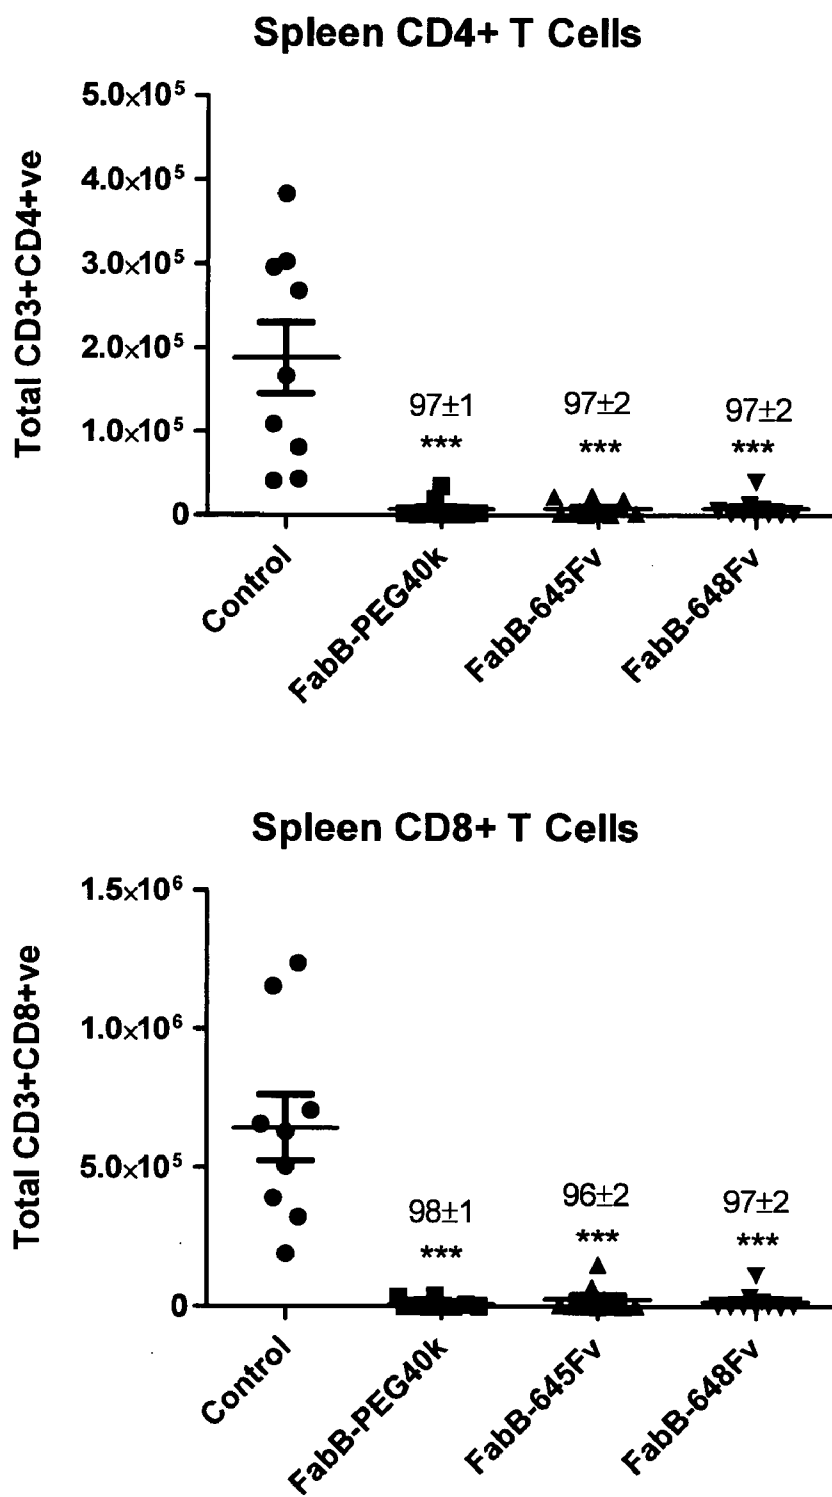 Spleen CD4+ T Cells
Total CD3+CD4+ve
5.0×10⁵
4.0×10⁵
3.0×10⁵
2.0×10⁵
1.0×10⁵
0
97±1
***
97±2
***
97±2
***
Control
FabB-PEG40k
FabB-645Fv
FabB-648Fv
Spleen CD8+ T Cells
Total CD3+CD8+ve
1.5×10⁶
1.0×10⁶
5.0×10⁵
0
98±1
***
96±2
***
97±2
***
Control
FabB-PEG40k
FabB-645Fv
FabB-648Fv